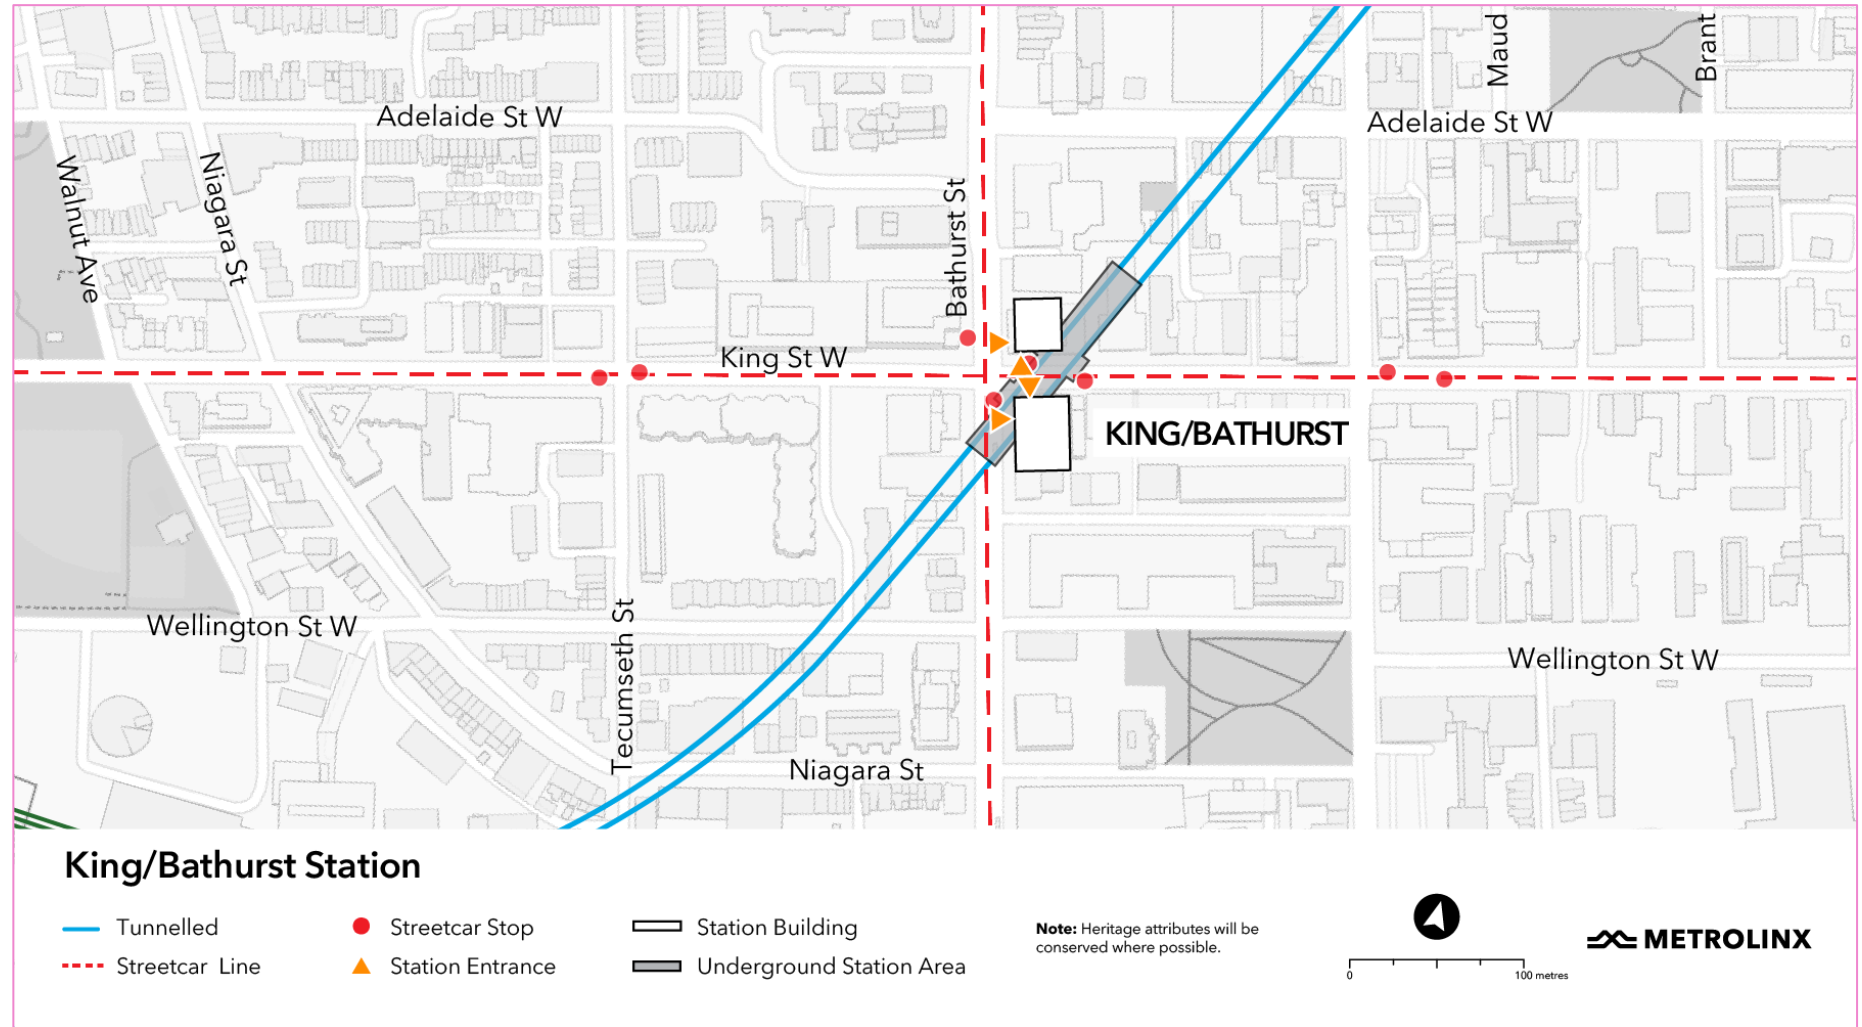 Maud
Brant
Adelaide St W
Adelaide St W
Walnut Ave
Niagara St
Bathurst St
King St W
KING/BATHURST
Wellington St W
Tecumseth St
Wellington St W
Niagara St
King/Bathurst Station
Tunnelled
Streetcar Line
Streetcar Stop
Station Entrance
Station Building
Underground Station Area
Note: Heritage attributes will be
conserved where possible.
0
100 metres
METROLINX